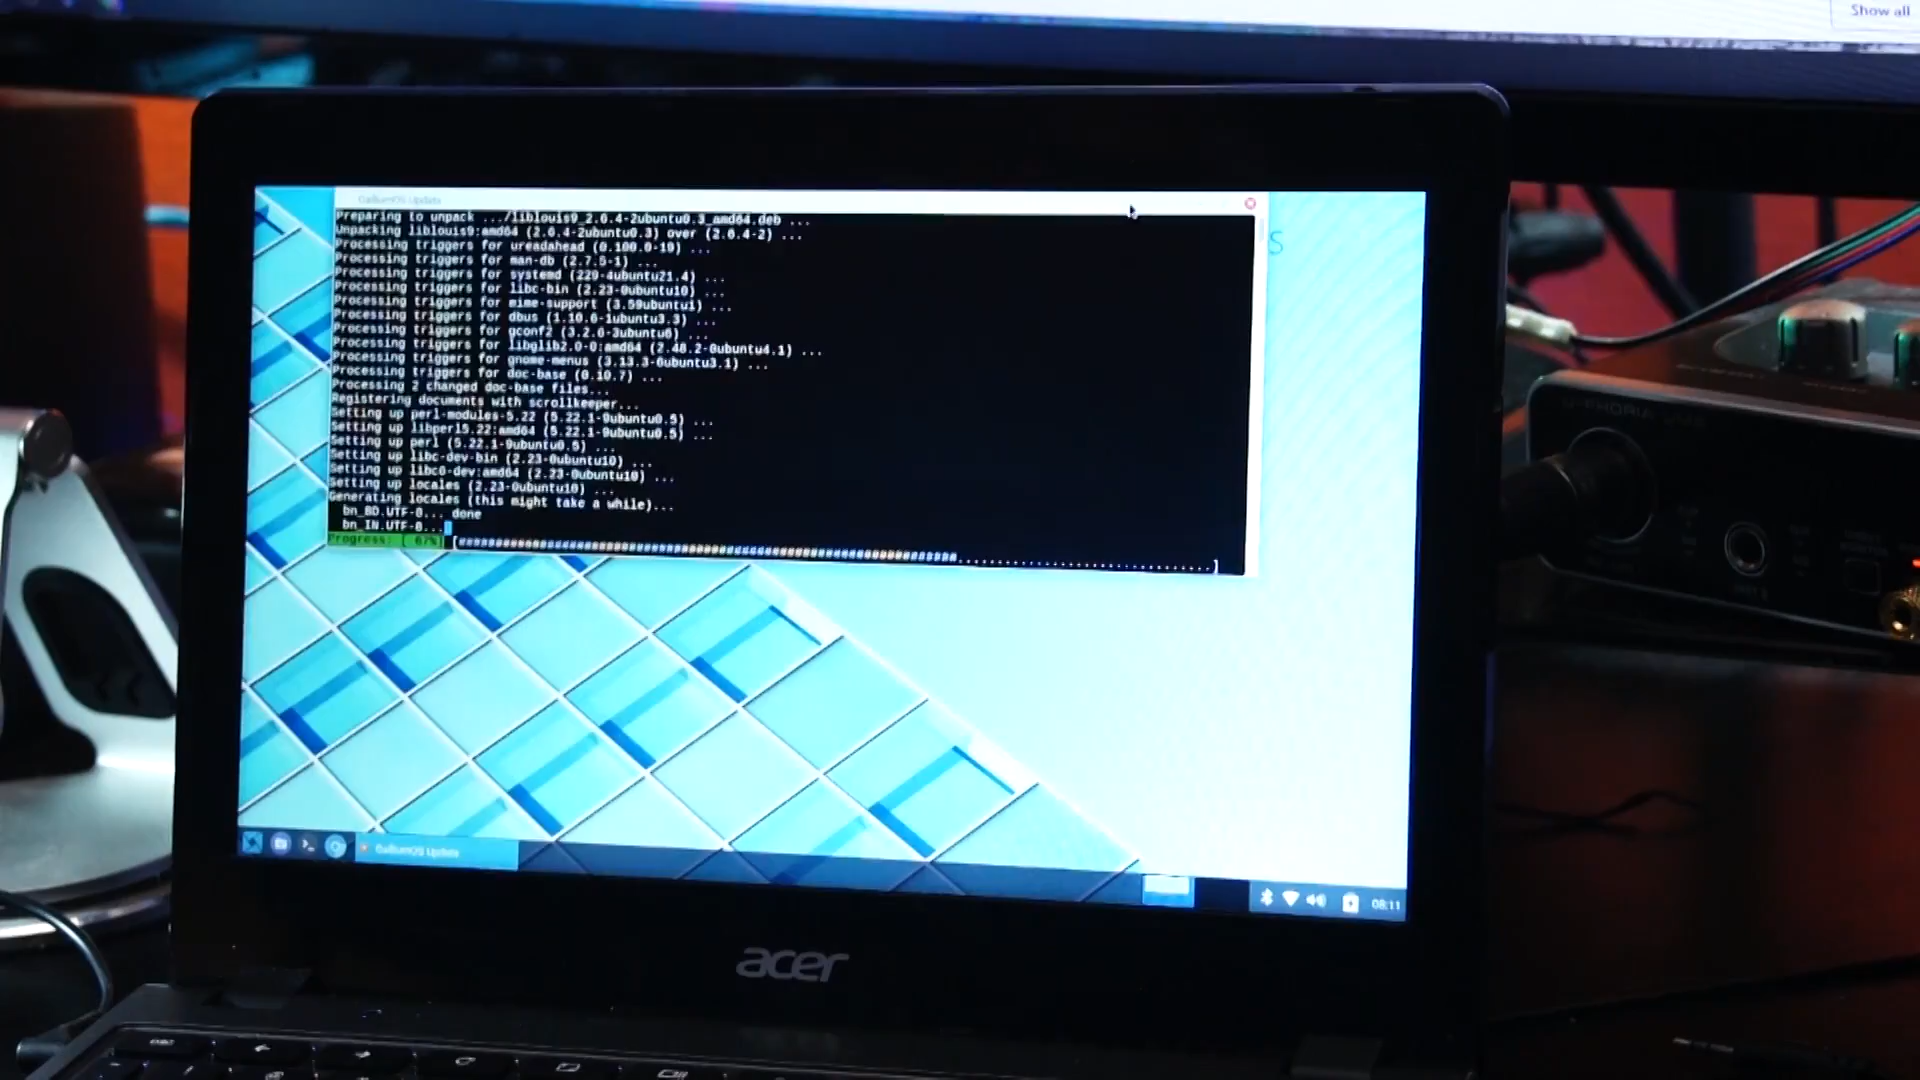 Show all
GalliumOS Update
Preparing to unpack .../liblouis9_2.6.4-2ubuntu0.3_amd64.deb ...
Unpacking liblouis9:amd64 (2.6.4-2ubuntu0.3) over (2.6.4-2) ...
Processing triggers for ureadahead (0.100.0-19) ...
Processing triggers for man-db (2.7.5-1) ...
Processing triggers for systemd (229-4ubuntu21.4) ...
Processing triggers for libc-bin (2.23-0ubuntu10) ...
Processing triggers for mime-support (3.59ubuntu1) ...
Processing triggers for dbus (1.10.6-1ubuntu3.3) ...
Processing triggers for gconf2 (3.2.6-3ubuntu6) ...
Processing triggers for libglib2.0-0:amd64 (2.48.2-0ubuntu4.1) ...
Processing triggers for gnome-menus (3.13.3-6ubuntu3.1) ...
Processing triggers for doc-base (0.10.7) ...
Processing 2 changed doc-base files...
Registering documents with scrollkeeper...
Setting up perl-modules-5.22 (5.22.1-9ubuntu0.5) ...
Setting up libperl5.22:amd64 (5.22.1-9ubuntu0.5) ...
Setting up perl (5.22.1-9ubuntu0.5) ...
Setting up libc-dev-bin (2.23-0ubuntu10) ...
Setting up libc6-dev:amd64 (2.23-0ubuntu10) ...
Setting up locales (2.23-0ubuntu10) ...
Generating locales (this might take a while)...
bn_BD.UTF-8... done
bn_IN.UTF-8...
Progress: [ 67%]
S
GalliumOS Update
08:11
acer